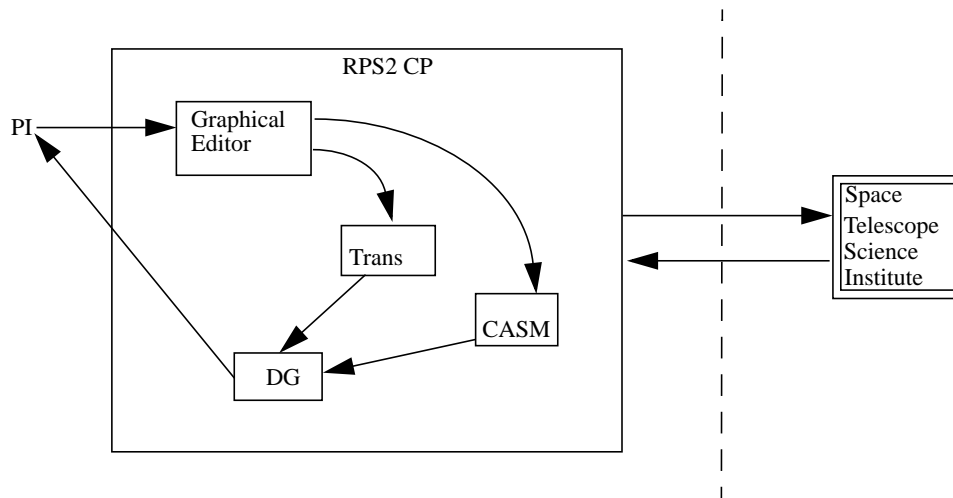 RPS2 CP
PI
Graphical
Editor
Trans
CASM
DG
Space
Telescope
Science
Institute